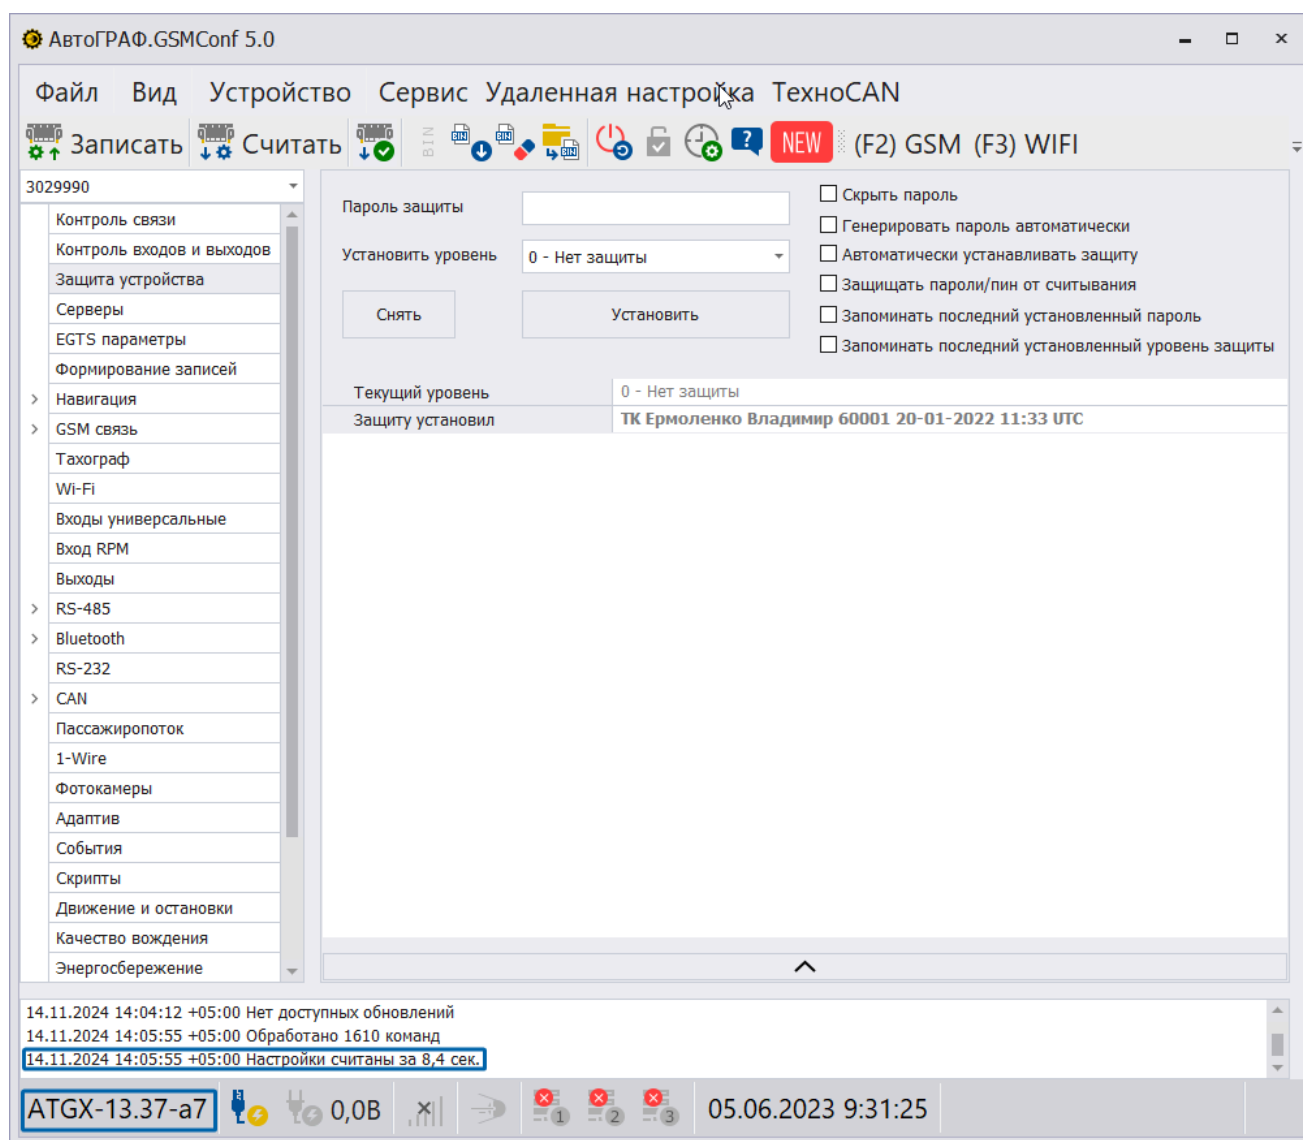 АвтоГРАФ.GSMConf 5.0
Файл Вид Устройство Сервис Удаленная настройка ТехноCAN
Записать Считать BIN BIN BIN BIN ? NEW (F2) GSM (F3) WIFI
3029990
Контроль связи
Контроль входов и выходов
Защита устройства
Серверы
EGTS параметры
Формирование записей
Навигация
GSM связь
Тахограф
Wi-Fi
Входы универсальные
Вход RPM
Выходы
RS-485
Bluetooth
RS-232
CAN
Пассажиропоток
1-Wire
Фотокамеры
Адаптив
События
Скрипты
Движение и остановки
Качество вождения
Энергосбережение
Пароль защиты
Установить уровень 0 - Нет защиты
Снять Установить
Скрыть пароль
Генерировать пароль автоматически
Автоматически устанавливать защиту
Защищать пароли/пин от считывания
Запоминать последний установленный пароль
Запоминать последний установленный уровень защиты
Текущий уровень 0 - Нет защиты
Защиту установил ТК Ермоленко Владимир 60001 20-01-2022 11:33 UTC
14.11.2024 14:04:12 +05:00 Нет доступных обновлений
14.11.2024 14:05:55 +05:00 Обработано 1610 команд
14.11.2024 14:05:55 +05:00 Настройки считаны за 8,4 сек.
ATGX-13.37-a7 0,0В 1 2 3 05.06.2023 9:31:25